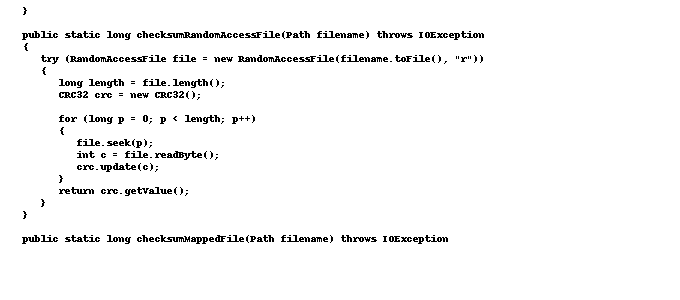 }
public static long checksumRandomAccessFile(Path filename) throws IOException
{
try (RandomAccessFile file = new RandomAccessFile(filename.toFile(), "r"))
{
long length = file.length();
CRC32 crc = new CRC32();
for (long p = 0; p < length; p++)
{
file.seek(p);
int c = file.readByte();
crc.update(c);
}
return crc.getValue();
}
}
public static long checksumMappedFile(Path filename) throws IOException